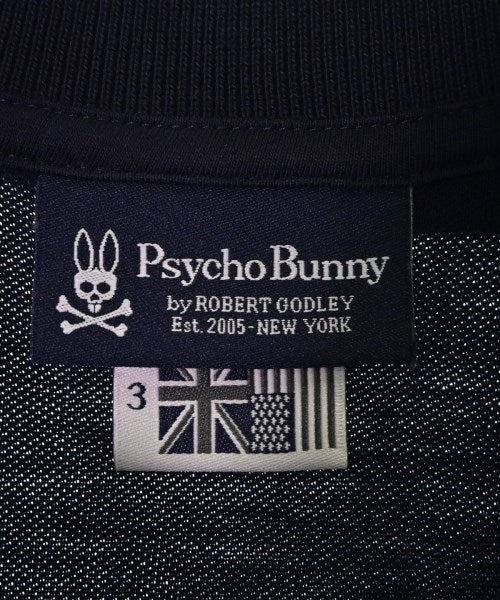 Psycho Bunny
by ROBERT GODLEY
Est. 2005-NEW YORK
3